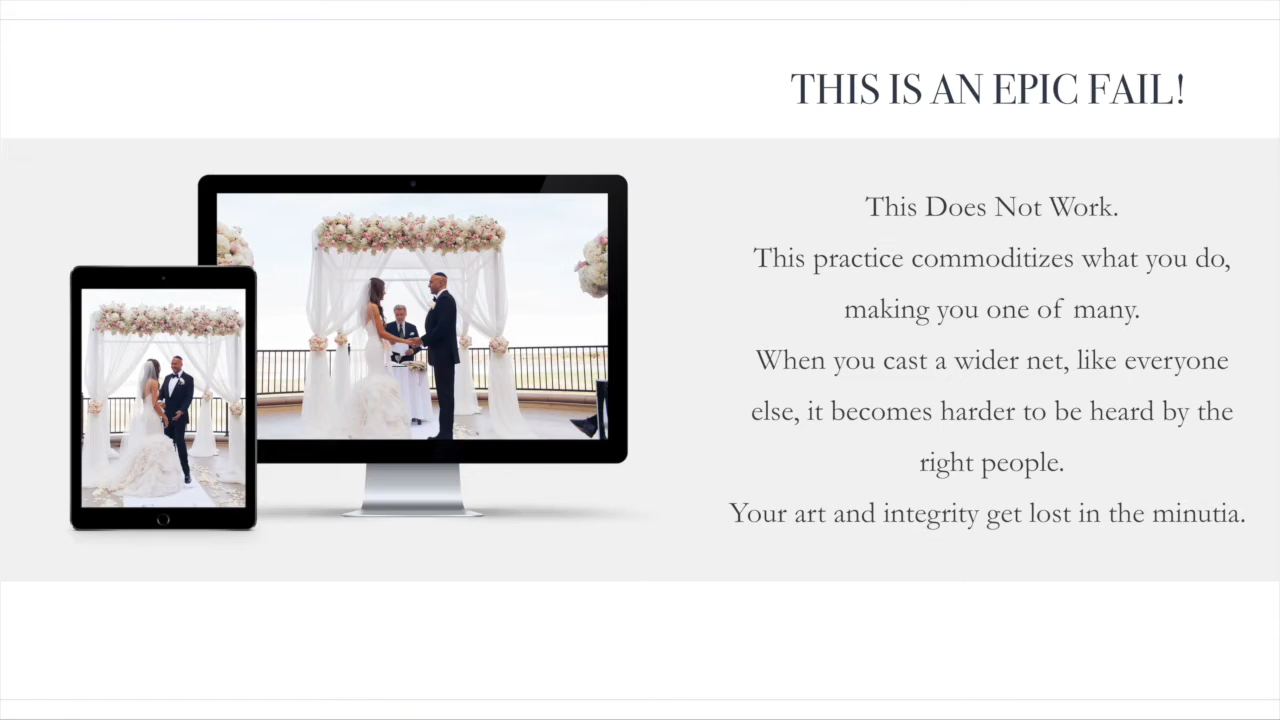 THIS IS AN EPIC FAIL!
This Does Not Work.
This practice commoditizes what you do,
making you one of many.
When you cast a wider net, like everyone
else, it becomes harder to be heard by the
right people.
Your art and integrity get lost in the minutia.